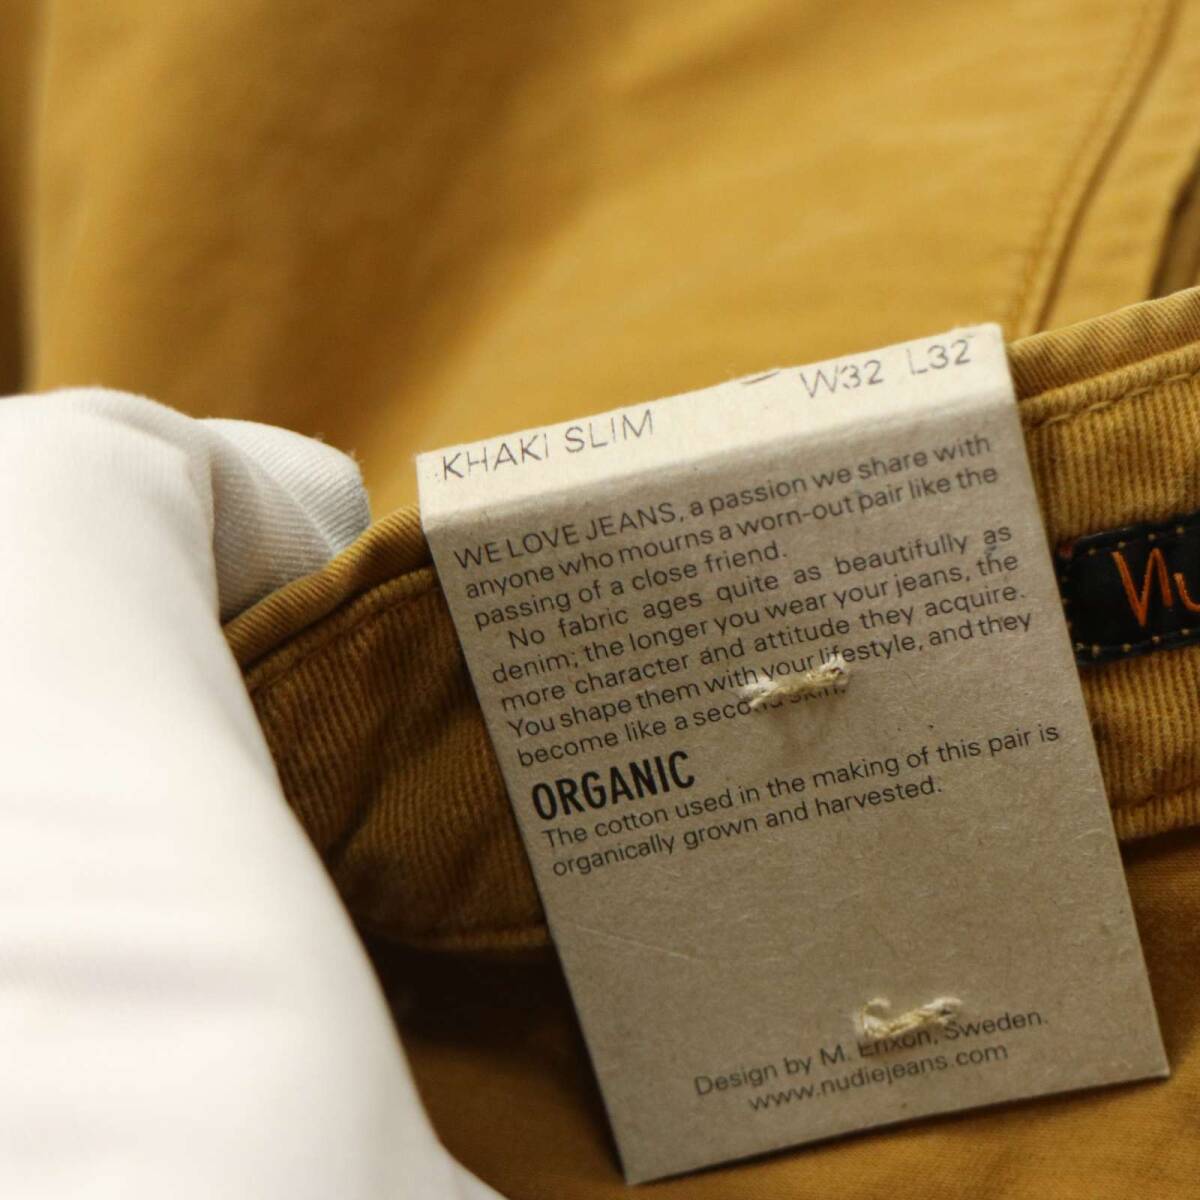 KHAKI SLIM W32 L32
WE LOVE JEANS, a passion we share with
anyone who mourns a worn-out pair like the
passing of a close friend.
No fabric ages quite as beautifully as
denim; the longer you wear your jeans, the
more character and attitude they acquire.
You shape them with your lifestyle, and they
become like a second skin.
ORGANIC
The cotton used in the making of this pair is
organically grown and harvested.
Design by M. Erixon, Sweden.
www.nudiejeans.com
Nu